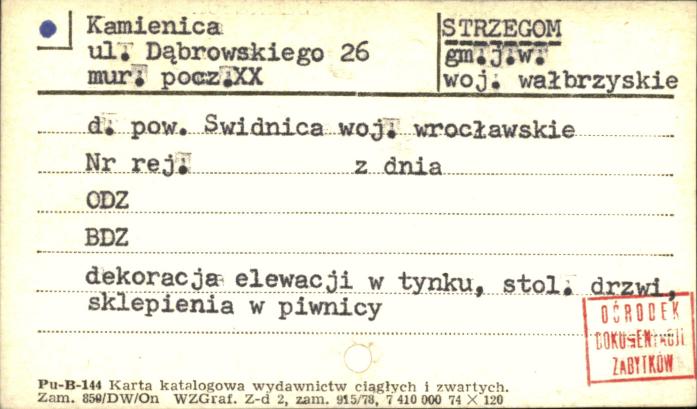 Kamienica
ul. Dąbrowskiego 26
mur. pocz.XX
STRZEGOM
gm.j.w.
woj. wałbrzyskie
d. pow. Swidnica woj. wrocławskie
Nr rej. z dnia
ODZ
BDZ
dekoracja elewacji w tynku, stol. drzwi,
sklepienia w piwnicy
OŚRODEK
DOKUMENTACJI
ZABYTKÓW
Pu-B-144 Karta katalogowa wydawnictw ciągłych i zwartych.
Zam. 859/DW/On WZGraf. Z-d 2, zam. 915/78, 7 410 000 74 × 120